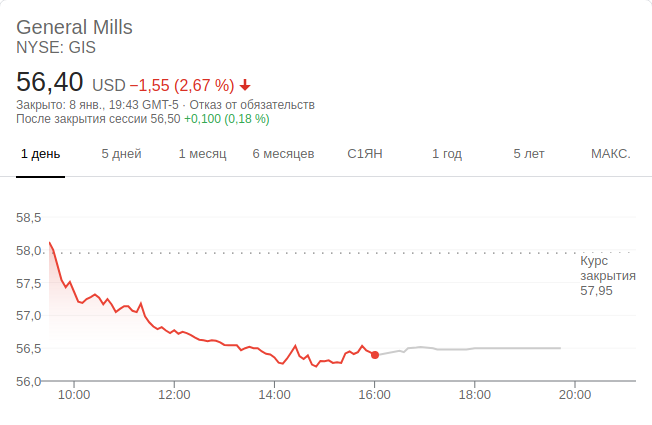 General Mills
NYSE: GIS
56,40 USD −1,55 (2,67 %)
Закрыто: 8 янв., 19:43 GMT-5 · Отказ от обязательств
После закрытия сессии 56,50 +0,100 (0,18 %)
1 день 5 дней 1 месяц 6 месяцев С1ЯН 1 год 5 лет МАКС.
58,5
58,0
Курс
закрытия
57,95
57,5
57,0
56,5
56,0
10:00 12:00 14:00 16:00 18:00 20:00